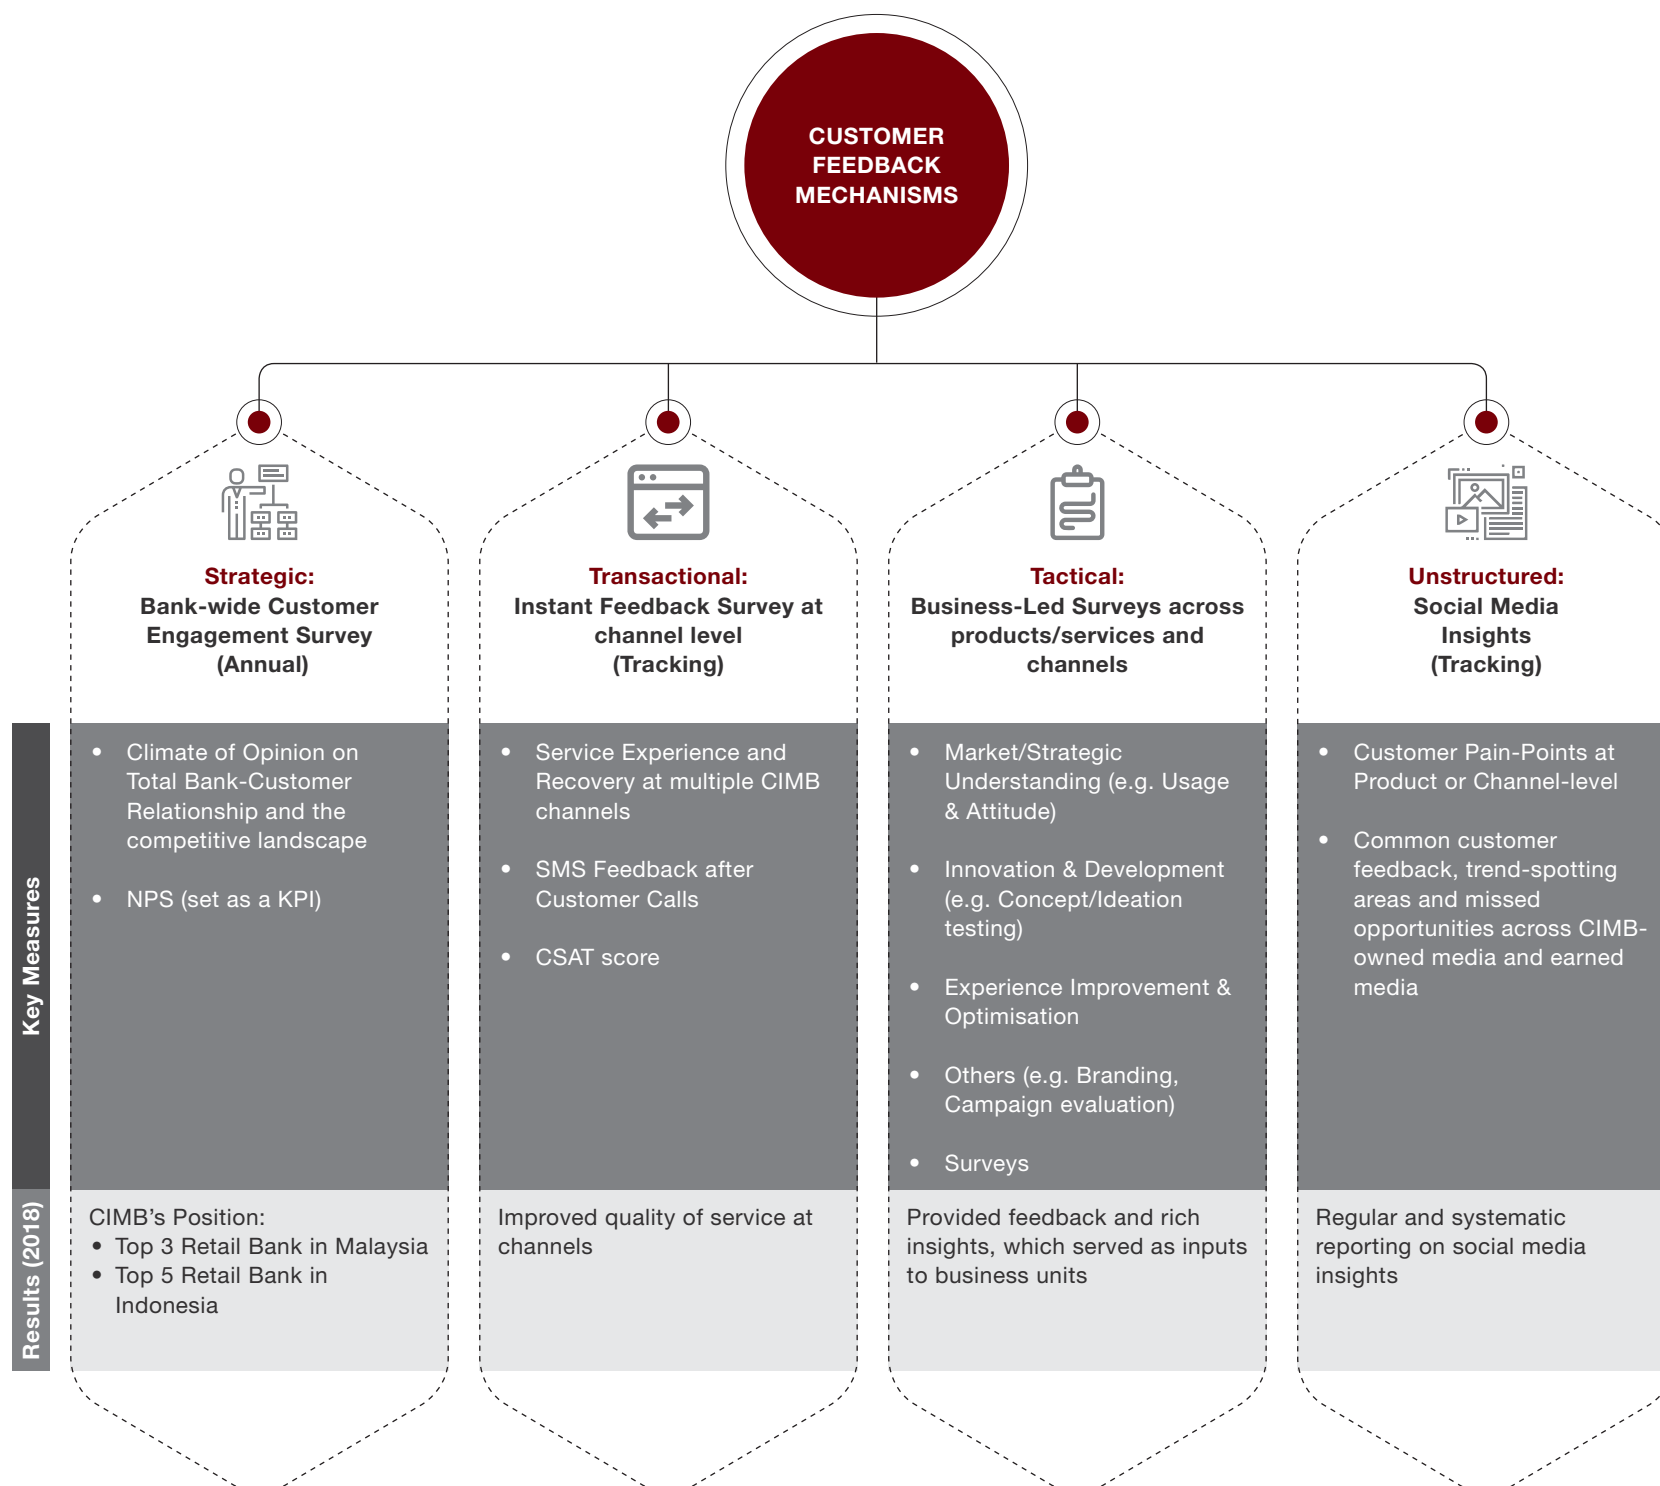 CUSTOMER
FEEDBACK
MECHANISMS
Strategic:
Bank-wide Customer
Engagement Survey
(Annual)
Transactional:
Instant Feedback Survey at
channel level
(Tracking)
Tactical:
Business-Led Surveys across
products/services and
channels
Unstructured:
Social Media
Insights
(Tracking)
Key Measures
• Climate of Opinion on
Total Bank-Customer
Relationship and the
competitive landscape
• NPS (set as a KPI)
• Service Experience and
Recovery at multiple CIMB
channels
• SMS Feedback after
Customer Calls
• CSAT score
• Market/Strategic
Understanding (e.g. Usage
& Attitude)
• Innovation & Development
(e.g. Concept/Ideation
testing)
• Experience Improvement &
Optimisation
• Others (e.g. Branding,
Campaign evaluation)
• Surveys
• Customer Pain-Points at
Product or Channel-level
• Common customer
feedback, trend-spotting
areas and missed
opportunities across CIMB-
owned media and earned
media
Results (2018)
CIMB’s Position:
• Top 3 Retail Bank in Malaysia
• Top 5 Retail Bank in
Indonesia
Improved quality of service at
channels
Provided feedback and rich
insights, which served as inputs
to business units
Regular and systematic
reporting on social media
insights